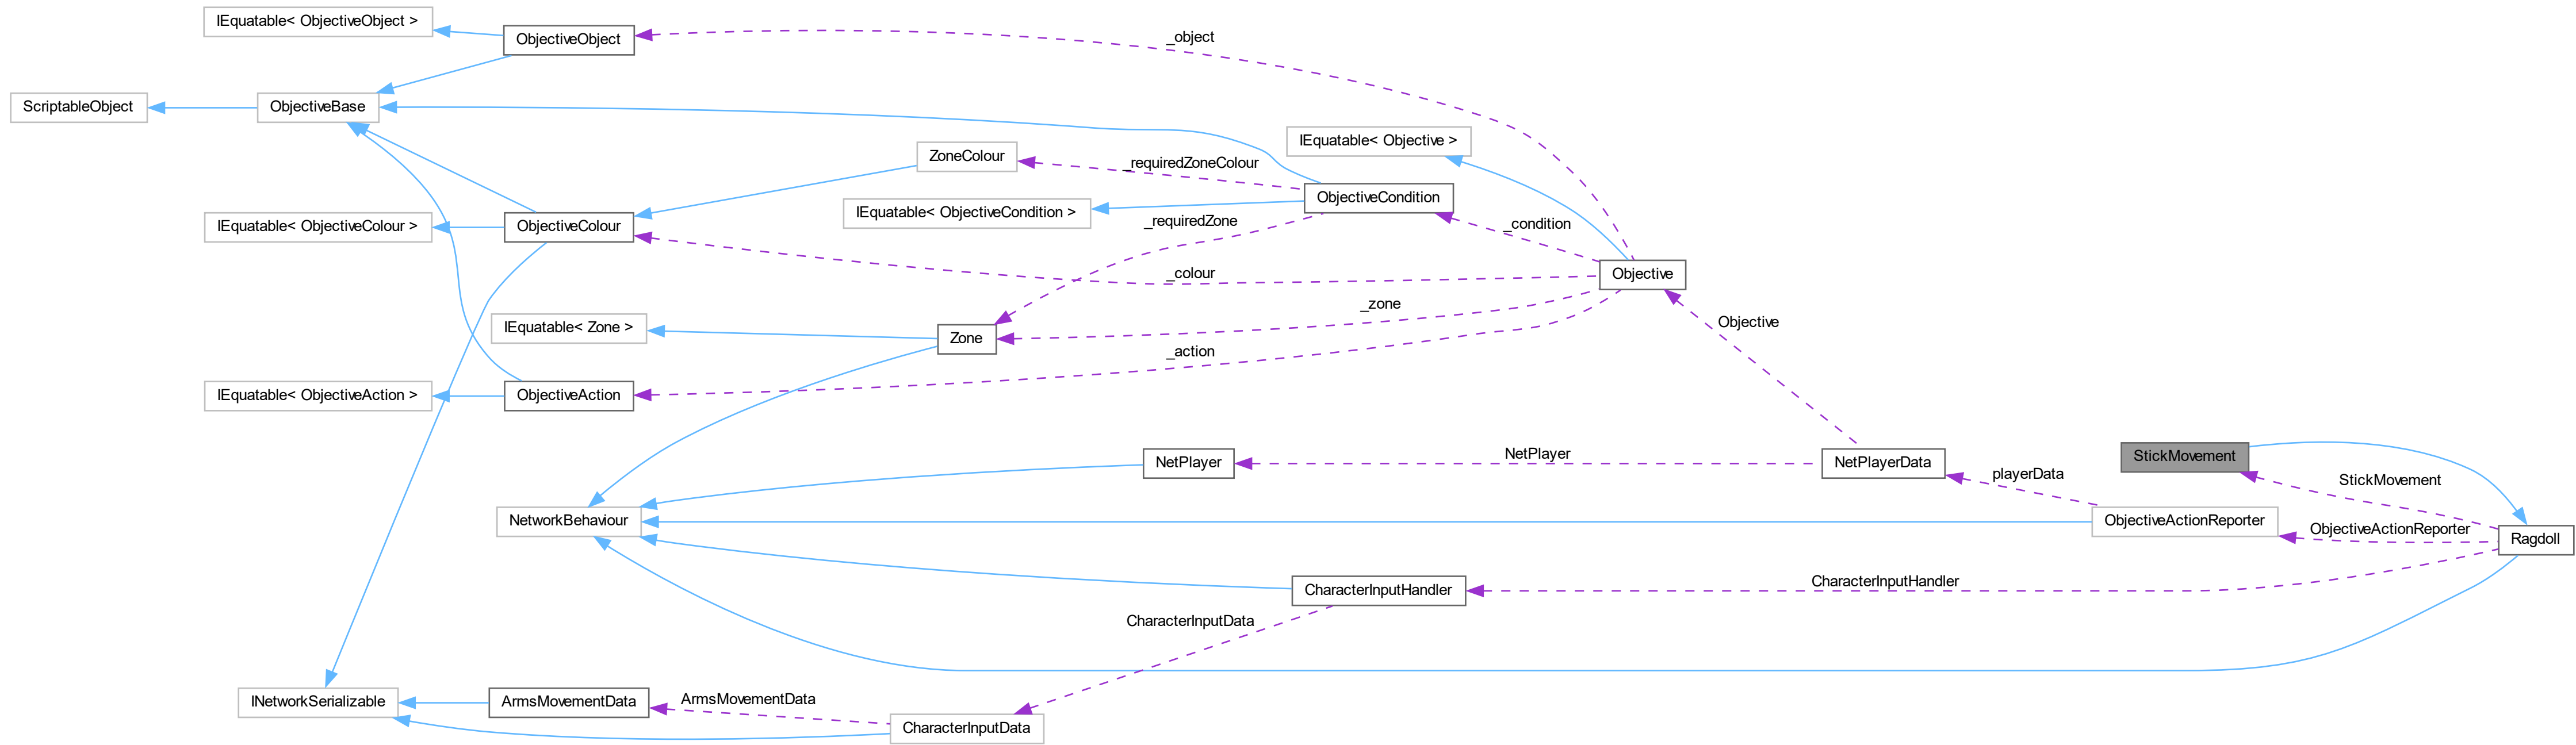 IEquatable< ObjectiveObject >
ObjectiveObject
_object
ScriptableObject
ObjectiveBase
IEquatable< Objective >
ZoneColour
_requiredZoneColour
ObjectiveCondition
IEquatable< ObjectiveCondition >
IEquatable< ObjectiveColour >
ObjectiveColour
_requiredZone
_condition
_colour
Objective
_zone
IEquatable< Zone >
Zone
Objective
_action
IEquatable< ObjectiveAction >
ObjectiveAction
NetPlayer
NetPlayer
NetPlayerData
StickMovement
playerData
StickMovement
NetworkBehaviour
ObjectiveActionReporter
ObjectiveActionReporter
Ragdoll
CharacterInputHandler
CharacterInputHandler
CharacterInputData
INetworkSerializable
ArmsMovementData
ArmsMovementData
CharacterInputData